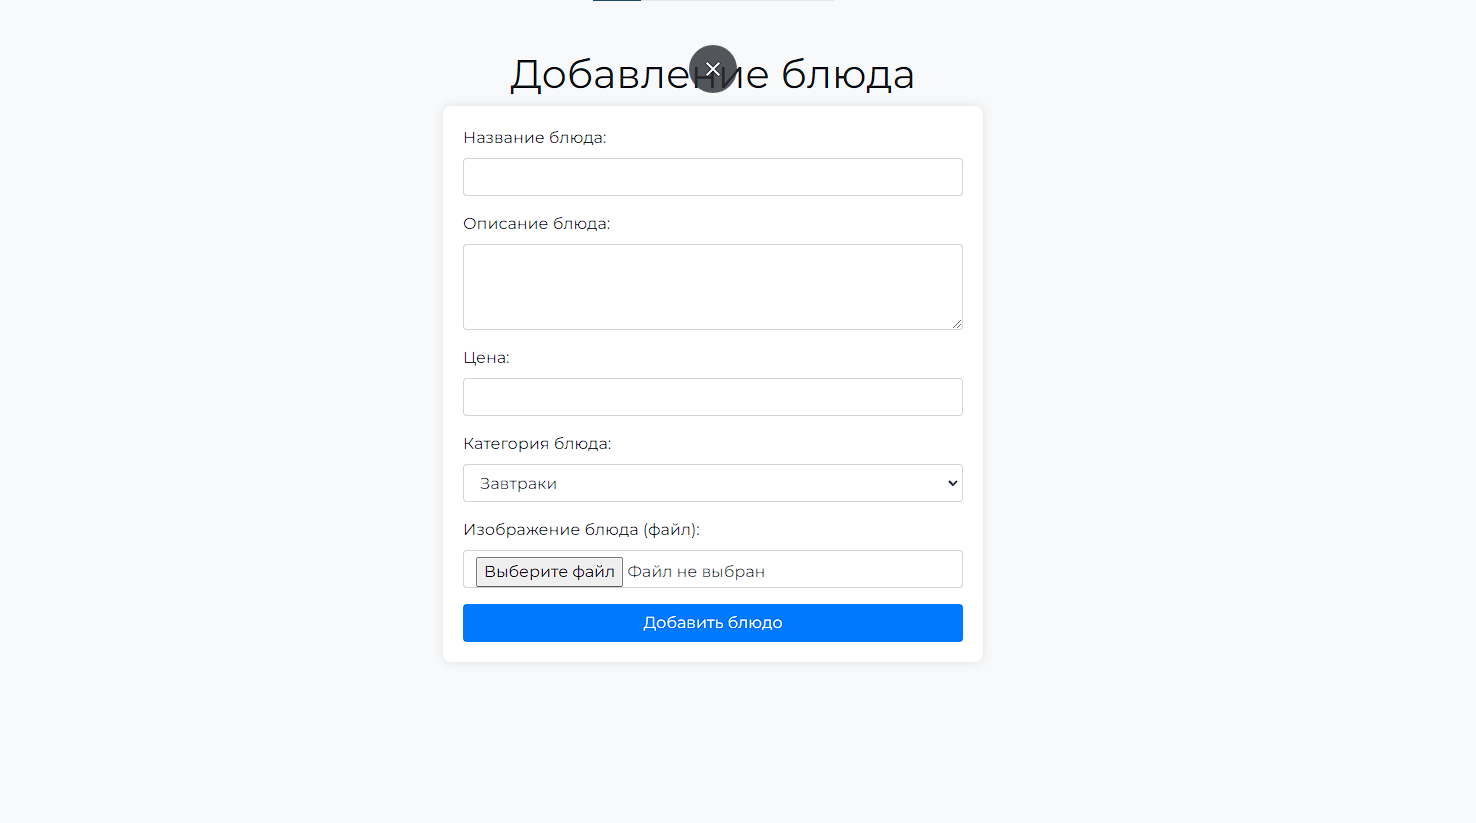 Добавление блюда
Название блюда:
Описание блюда:
Цена:
Категория блюда:
Завтраки
Изображение блюда (файл):
Выберите файл Файл не выбран
Добавить блюдо